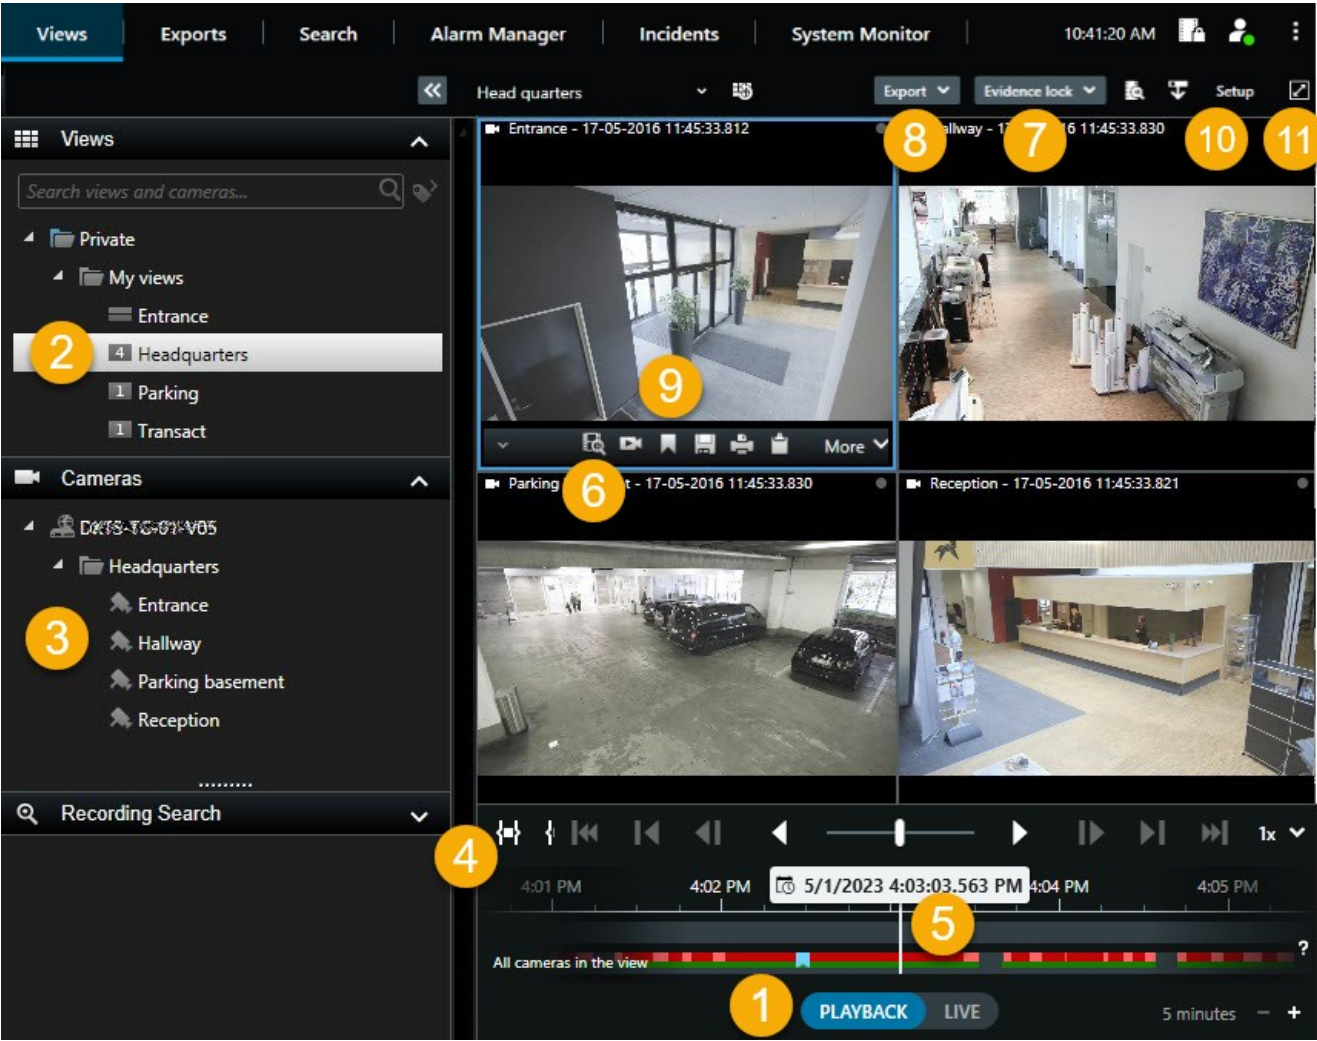 Views Exports Search Alarm Manager Incidents System Monitor 10:41:20 AM
Head quarters Export Evidence lock Setup
Views
Entrance - 17-05-2016 11:45:33.812
8
allway - 1
7
6 11:45:33.830
10
11
Search views and cameras...
Private
My views
Entrance
2
4 Headquarters
1 Parking
1 Transact
9
More
Cameras
Parking
6
t - 17-05-2016 11:45:33.830
Reception - 17-05-2016 11:45:33.821
Headquarters
Entrance
3
Hallway
Parking basement
Reception
Recording Search
4
1x
4:01 PM 4:02 PM 5/1/2023 4:03:03.563 PM 4:04 PM 4:05 PM
5
All cameras in the view
?
1
PLAYBACK LIVE
5 minutes - +